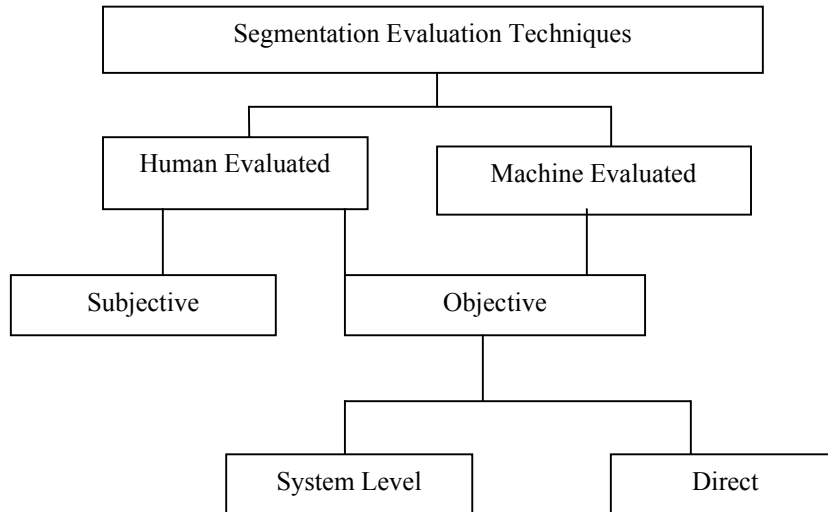 Segmentation Evaluation Techniques
Human Evaluated
Machine Evaluated
Subjective
Objective
System Level
Direct